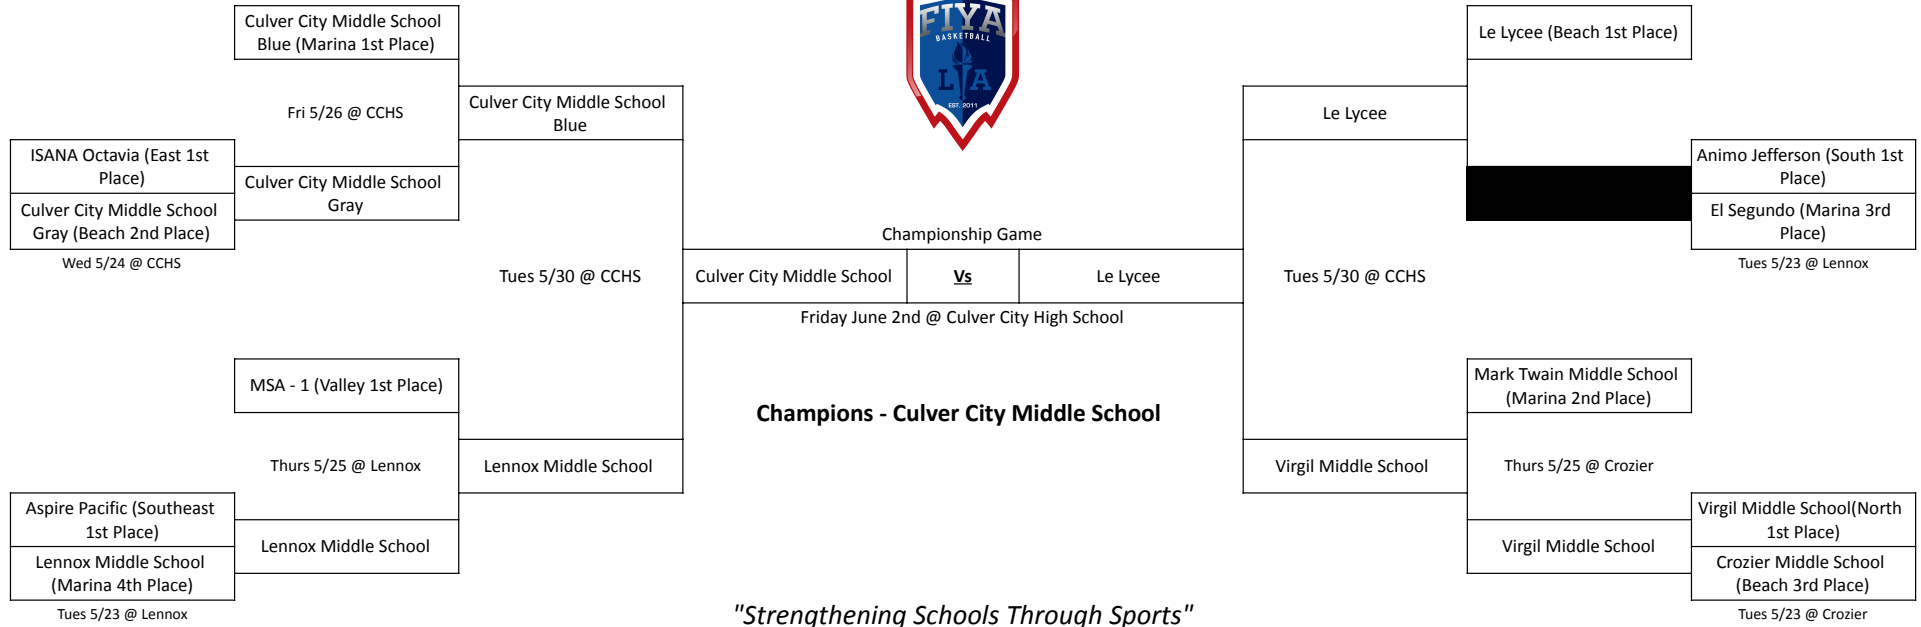 Culver City Middle School
Blue (Marina 1st Place)
Fri 5/26 @ CCHS
ISANA Octavia (East 1st
Place)
Culver City Middle School
Gray (Beach 2nd Place)
Wed 5/24 @ CCHS
Culver City Middle School
Gray
Culver City Middle School
Blue
Tues 5/30 @ CCHS
MSA - 1 (Valley 1st Place)
Thurs 5/25 @ Lennox
Aspire Pacific (Southeast
1st Place)
Lennox Middle School
(Marina 4th Place)
Tues 5/23 @ Lennox
Lennox Middle School
Lennox Middle School
FIYA
BASKETBALL
LA
EST. 2011
Championship Game
Culver City Middle School
Vs
Le Lycee
Friday June 2nd @ Culver City High School
Champions - Culver City Middle School
"Strengthening Schools Through Sports"
Le Lycee (Beach 1st Place)
Le Lycee
Animo Jefferson (South 1st
Place)
El Segundo (Marina 3rd
Place)
Tues 5/23 @ Lennox
Tues 5/30 @ CCHS
Mark Twain Middle School
(Marina 2nd Place)
Virgil Middle School
Thurs 5/25 @ Crozier
Virgil Middle School
Virgil Middle School(North
1st Place)
Crozier Middle School
(Beach 3rd Place)
Tues 5/23 @ Crozier